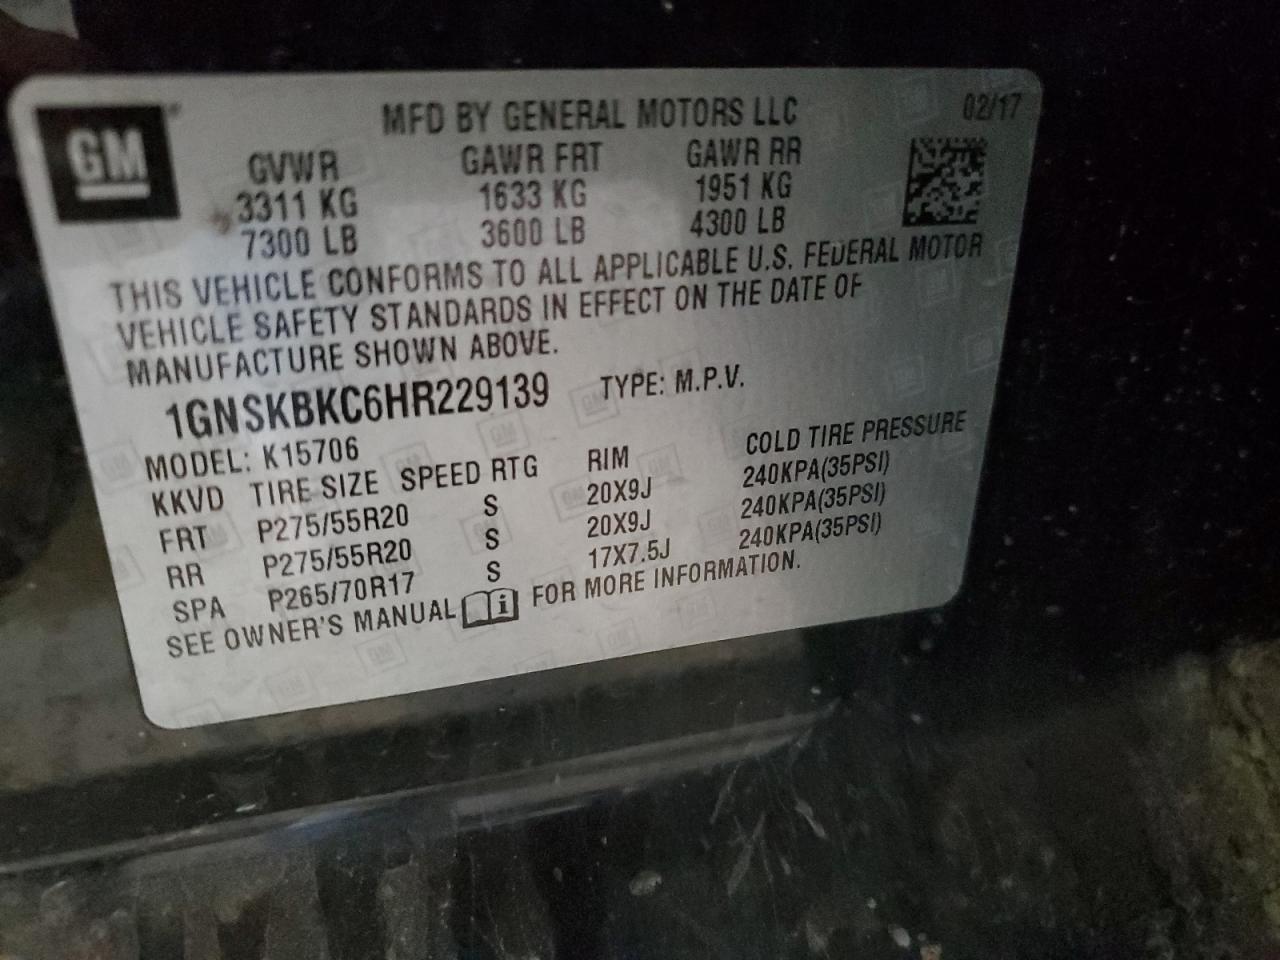 GM
MFD BY GENERAL MOTORS LLC 02/17
GVWR GAWR FRT GAWR RR
3311 KG 1633 KG 1951 KG
7300 LB 3600 LB 4300 LB
THIS VEHICLE CONFORMS TO ALL APPLICABLE U.S. FEDERAL MOTOR
VEHICLE SAFETY STANDARDS IN EFFECT ON THE DATE OF
MANUFACTURE SHOWN ABOVE.
1GNSKBKC6HR229139 TYPE: M.P.V.
MODEL: K15706
KKVD TIRE SIZE SPEED RTG RIM COLD TIRE PRESSURE
FRT P275/55R20 S 20X9J 240KPA(35PSI)
RR P275/55R20 S 20X9J 240KPA(35PSI)
SPA P265/70R17 S 17X7.5J 240KPA(35PSI)
SEE OWNER'S MANUAL i FOR MORE INFORMATION.